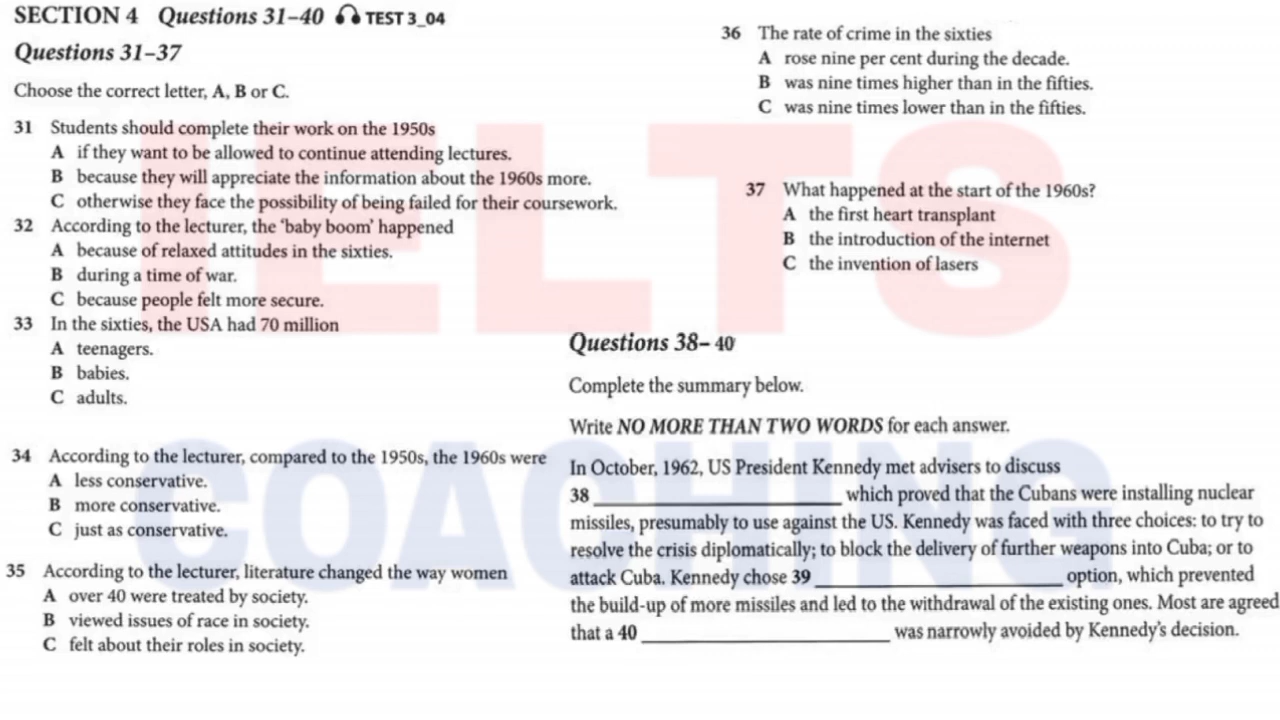 SECTION 4 Questions 31–40 TEST 3_04
Questions 31–37
Choose the correct letter, A, B or C.
31 Students should complete their work on the 1950s
A if they want to be allowed to continue attending lectures.
B because they will appreciate the information about the 1960s more.
C otherwise they face the possibility of being failed for their coursework.
32 According to the lecturer, the 'baby boom' happened
A because of relaxed attitudes in the sixties.
B during a time of war.
C because people felt more secure.
33 In the sixties, the USA had 70 million
A teenagers.
B babies.
C adults.
34 According to the lecturer, compared to the 1950s, the 1960s were
A less conservative.
B more conservative.
C just as conservative.
35 According to the lecturer, literature changed the way women
A over 40 were treated by society.
B viewed issues of race in society.
C felt about their roles in society.
36 The rate of crime in the sixties
A rose nine per cent during the decade.
B was nine times higher than in the fifties.
C was nine times lower than in the fifties.
37 What happened at the start of the 1960s?
A the first heart transplant
B the introduction of the internet
C the invention of lasers
Questions 38–40
Complete the summary below.
Write NO MORE THAN TWO WORDS for each answer.
In October, 1962, US President Kennedy met advisers to discuss
38 ____________________ which proved that the Cubans were installing nuclear
missiles, presumably to use against the US. Kennedy was faced with three choices: to try to
resolve the crisis diplomatically; to block the delivery of further weapons into Cuba; or to
attack Cuba. Kennedy chose 39 ____________________ option, which prevented
the build-up of more missiles and led to the withdrawal of the existing ones. Most are agreed
that a 40 ____________________ was narrowly avoided by Kennedy's decision.
IELTS
COACHING